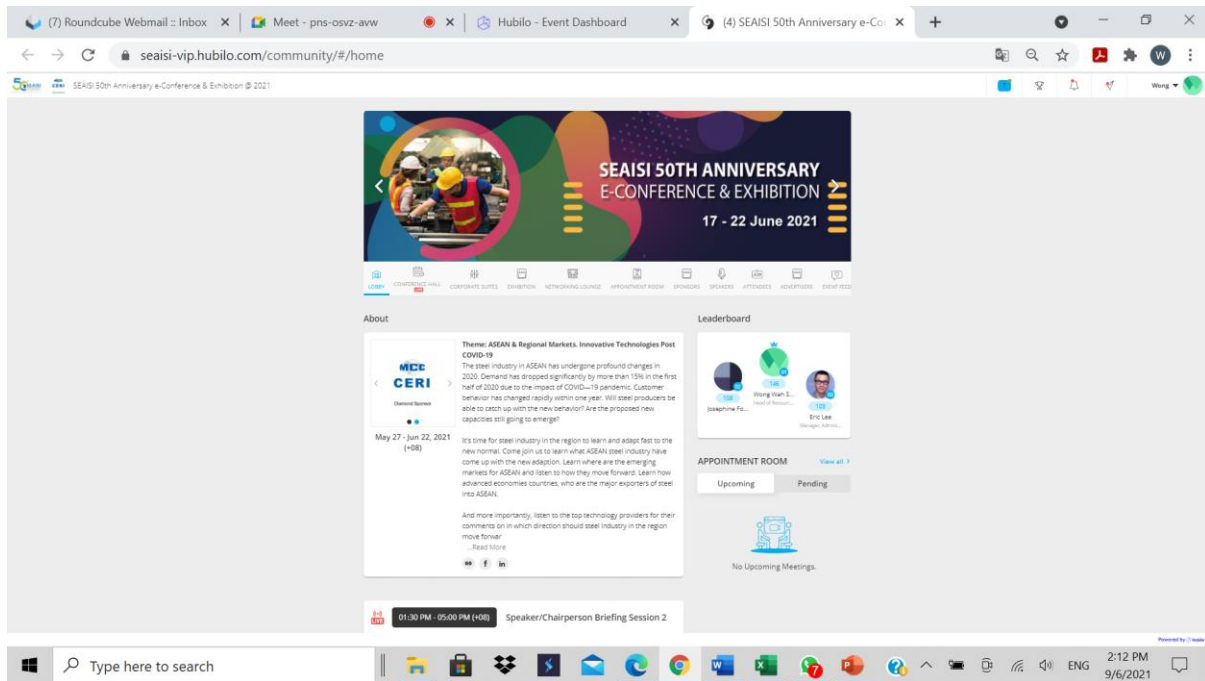 (7) Roundcube Webmail :: Inbox
Meet - pns-osvz-avw
Hubilo - Event Dashboard
(4) SEAISI 50th Anniversary e-Co
seaisi-vip.hubilo.com/community/#/home
W
SEAISI 50th Anniversary e-Conference & Exhibition @ 2021
Wong
SEAISI 50TH ANNIVERSARY
E-CONFERENCE & EXHIBITION
17 - 22 June 2021
LOBBY
CONFERENCE HALL
LIVE
CORPORATE SUITES
EXHIBITION
NETWORKING LOUNGE
APPOINTMENT ROOM
SPONSORS
SPEAKERS
ATTENDEES
ADVERTISERS
EVENT FEED
About
MCC
CERI
Diamond Sponsor
May 27 - Jun 22, 2021
(+08)
Theme: ASEAN & Regional Markets. Innovative Technologies Post
COVID-19
The steel industry in ASEAN has undergone profound changes in
2020. Demand has dropped significantly by more than 15% in the first
half of 2020 due to the impact of COVID—19 pandemic. Customer
behavior has changed rapidly within one year. Will steel producers be
able to catch up with the new behavior? Are the proposed new
capacities still going to emerge?
It's time for steel industry in the region to learn and adapt fast to the
new normal. Come join us to learn what ASEAN steel industry have
come up with the new adaption. Learn where are the emerging
markets for ASEAN and listen to how they move forward. Learn how
advanced economies countries, who are the major exporters of steel
into ASEAN.
And more importantly, listen to the top technology providers for their
comments on in which direction should steel industry in the region
move forwar
...Read More
Leaderboard
146
Wong Wah S...
Head of Resourc...
Josephine Fo...
Eric Lee
Manager, Admin...
APPOINTMENT ROOM
View all >
Upcoming
Pending
No Upcoming Meetings.
LIVE
01:30 PM - 05:00 PM (+08)
Speaker/Chairperson Briefing Session 2
Type here to search
7
ENG
2:12 PM
9/6/2021